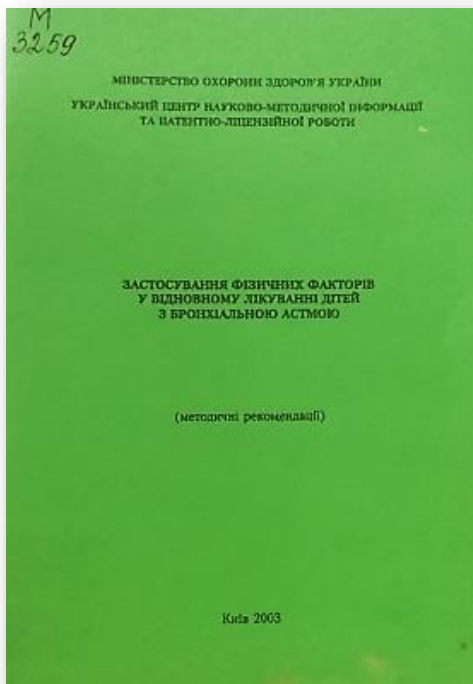 М
3259
МІНІСТЕРСТВО ОХОРОНИ ЗДОРОВ'Я УКРАЇНИ
УКРАЇНСЬКИЙ ЦЕНТР НАУКОВО-МЕТОДИЧНОЇ ІНФОРМАЦІЇ
ТА ПАТЕНТНО-ЛІЦЕНЗІЙНОЇ РОБОТИ
ЗАСТОСУВАННЯ ФІЗИЧНИХ ФАКТОРІВ
У ВІДНОВНОМУ ЛІКУВАННІ ДІТЕЙ
З БРОНХІАЛЬНОЮ АСТМОЮ
(методичні рекомендації)
Київ 2003